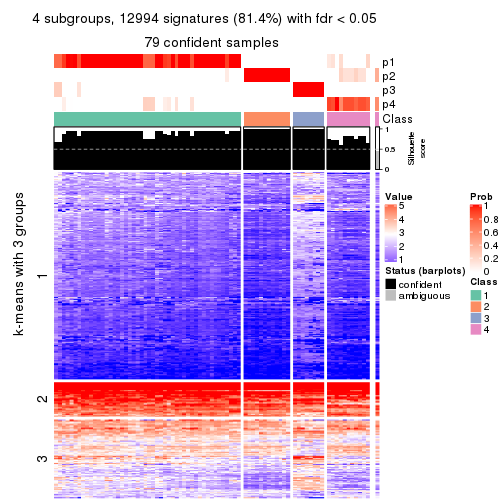 4 subgroups, 12994 signatures (81.4%) with fdr < 0.05
79 confident samples
p1
p2
p3
p4
Class
1
0.5
0
Silhouette
score
k-means with 3 groups
1
2
3
Value
5
4
3
2
1
Status (barplots)
confident
ambiguous
Prob
1
0.8
0.6
0.4
0.2
0
Class
1
2
3
4